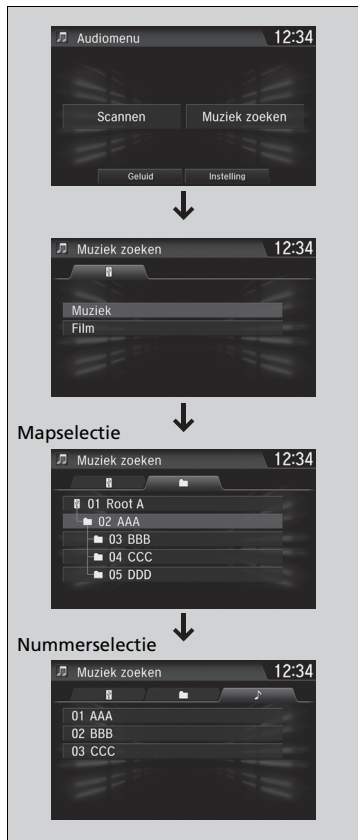 Audiomenu 12:34
Scannen Muziek zoeken
Geluid Instelling
Muziek zoeken 12:34
Muziek
Film
Mapselectie
Muziek zoeken 12:34
01 Root A
02 AAA
03 BBB
04 CCC
05 DDD
Nummerselectie
Muziek zoeken 12:34
01 AAA
02 BBB
03 CCC